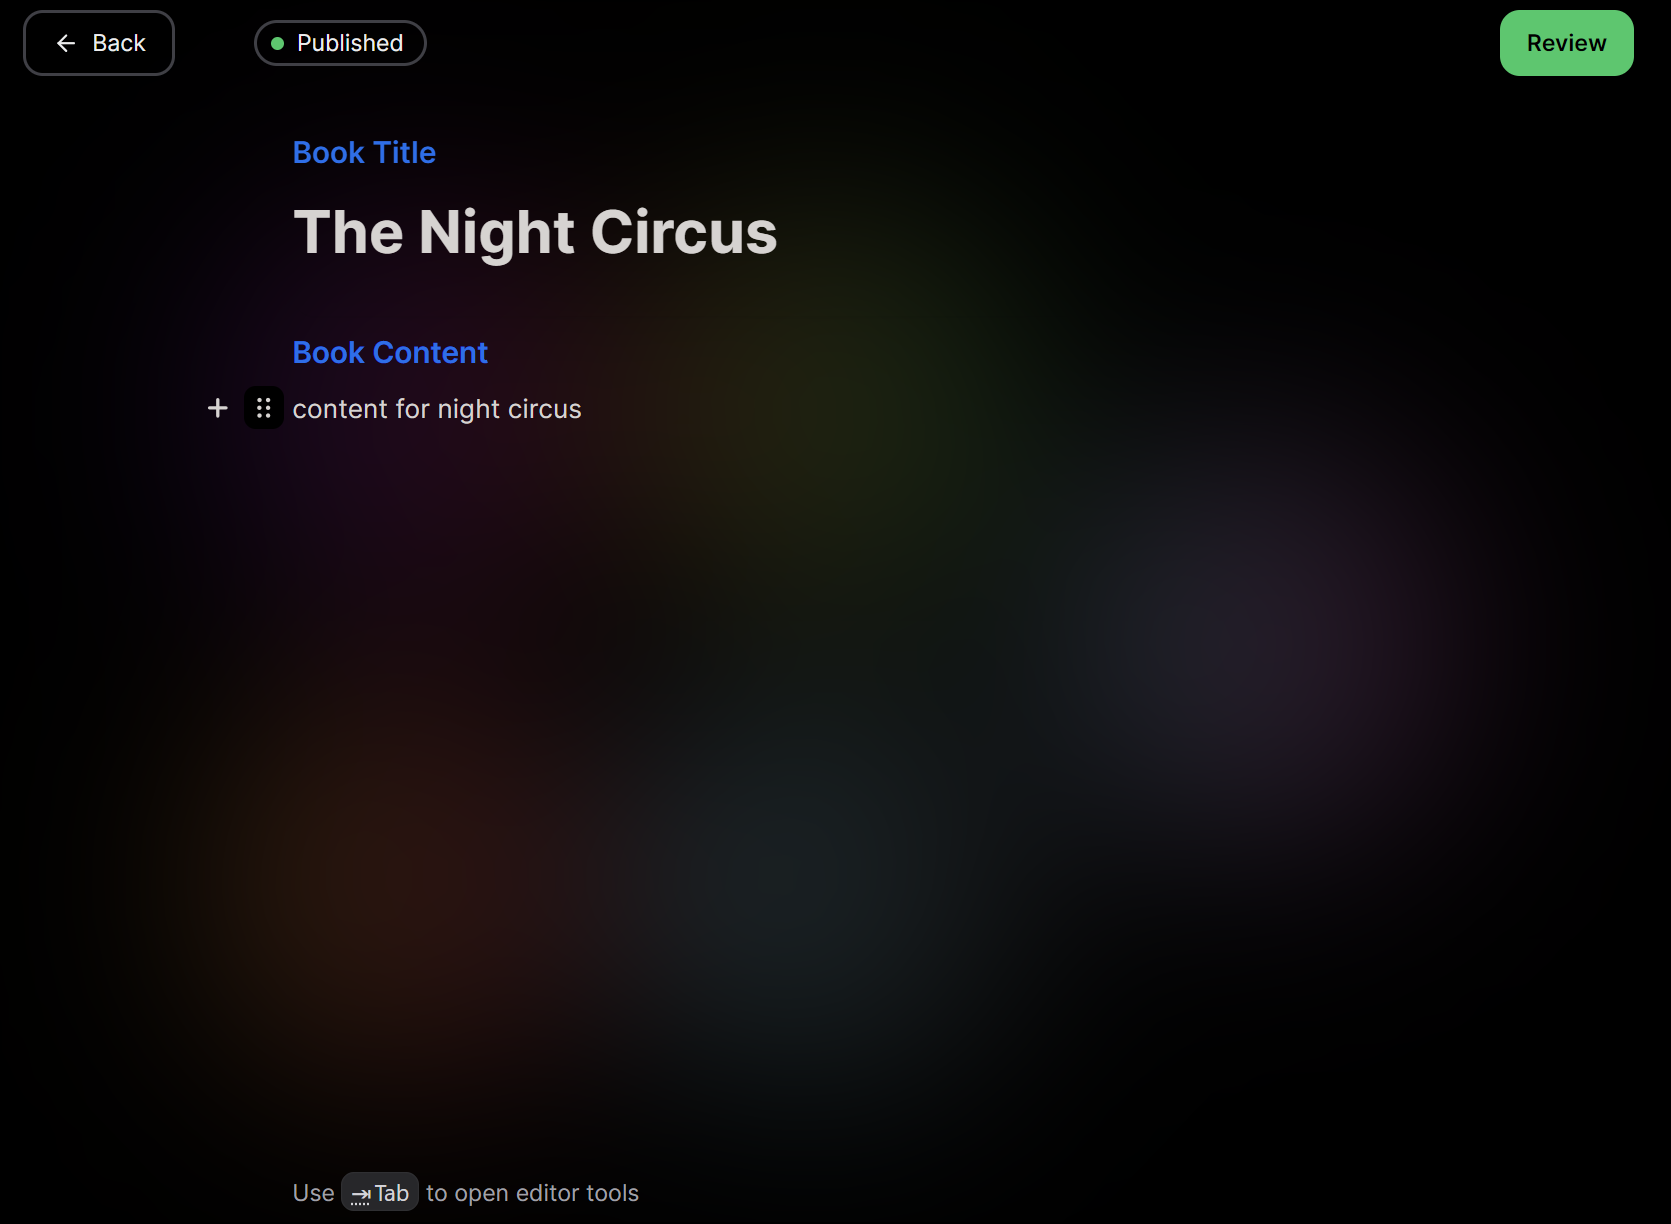 Back
Published
Review
Book Title
The Night Circus
Book Content
content for night circus
Use Tab to open editor tools